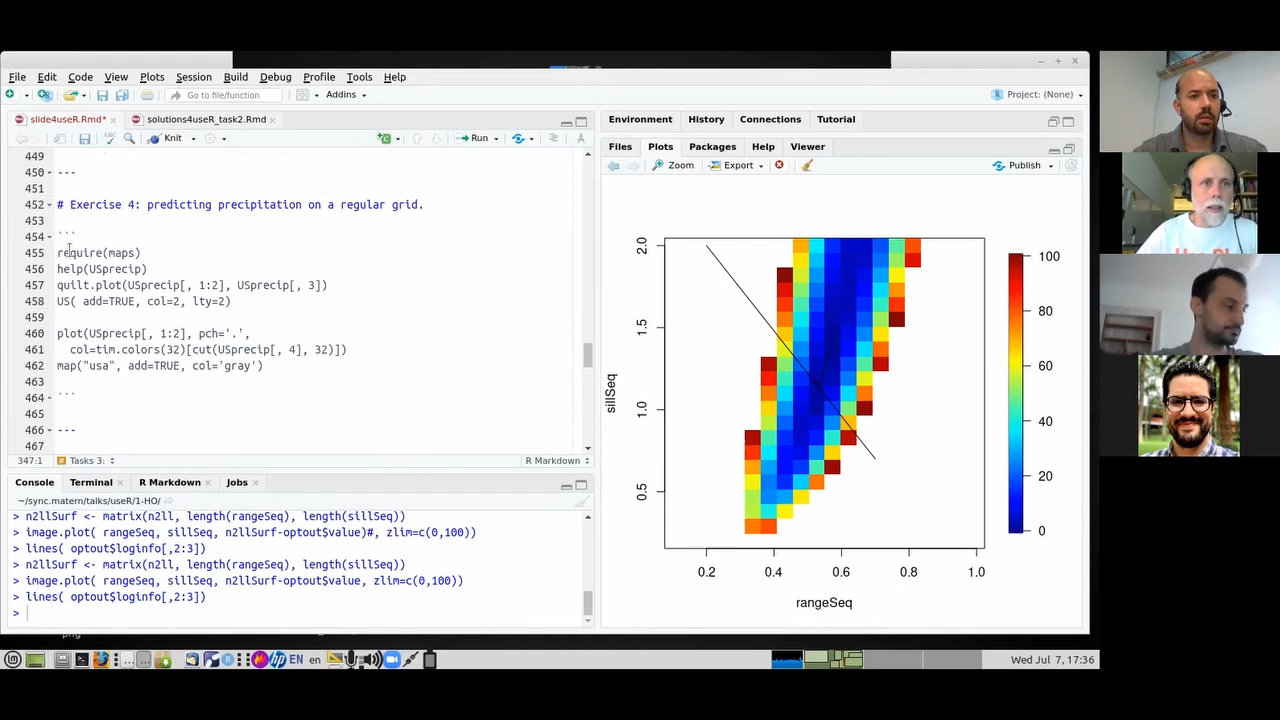 File Edit Code View Plots Session Build Debug Profile Tools Help
Go to file/function Addins Project: (None)
slide4useR.Rmd* solutions4useR_task2.Rmd
Knit Run
449
450 ---
451
452 # Exercise 4: predicting precipitation on a regular grid.
453
454 ```
455 require(maps)
456 help(USprecip)
457 quilt.plot(USprecip[, 1:2], USprecip[, 3])
458 US( add=TRUE, col=2, lty=2)
459
460 plot(USprecip[, 1:2], pch='.',
461 col=tim.colors(32)[cut(USprecip[, 4], 32)])
462 map("usa", add=TRUE, col='gray')
463
464 ```
465
466 ---
467
347:1 Tasks 3: R Markdown
Console Terminal R Markdown Jobs
~/sync.matern/talks/useR/1-HO/
> n2llSurf <- matrix(n2ll, length(rangeSeq), length(sillSeq))
> image.plot( rangeSeq, sillSeq, n2llSurf-optout$value)#, zlim=c(0,100))
> lines( optout$loginfo[,2:3])
> n2llSurf <- matrix(n2ll, length(rangeSeq), length(sillSeq))
> image.plot( rangeSeq, sillSeq, n2llSurf-optout$value, zlim=c(0,100))
> lines( optout$loginfo[,2:3])
>
Environment History Connections Tutorial
Files Plots Packages Help Viewer
Zoom Export Publish
2.0
1.5
1.0
0.5
sillSeq
0.2 0.4 0.6 0.8 1.0
rangeSeq
100
80
60
40
20
0
png
EN en
Wed Jul 7, 17:36